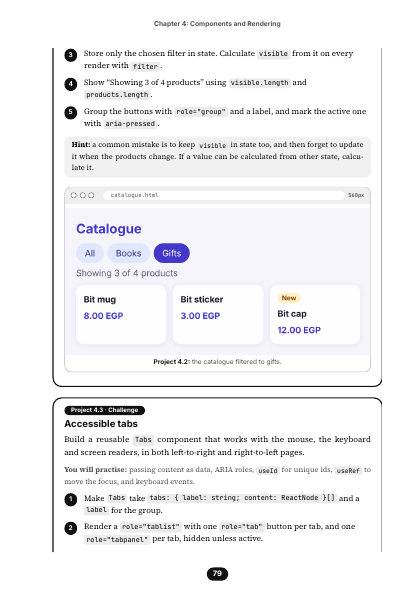 Chapter 4: Components and Rendering
3 Store only the chosen filter in state. Calculate visible from it on every
render with filter.
4 Show “Showing 3 of 4 products” using visible.length and
products.length.
5 Group the buttons with role="group" and a label, and mark the active one
with aria-pressed.
Hint: a common mistake is to keep visible in state too, and then forget to update
it when the products change. If a value can be calculated from other state, calcu-
late it.
catalogue.html 560px
Catalogue
All Books Gifts
Showing 3 of 4 products
Bit mug
8.00 EGP
Bit sticker
3.00 EGP
New
Bit cap
12.00 EGP
Project 4.2: the catalogue filtered to gifts.
Project 4.3 · Challenge
Accessible tabs
Build a reusable Tabs component that works with the mouse, the keyboard
and screen readers, in both left-to-right and right-to-left pages.
You will practise: passing content as data, ARIA roles, useId for unique ids, useRef to
move the focus, and keyboard events.
1 Make Tabs take tabs: { label: string; content: ReactNode }[] and a
label for the group.
2 Render a role="tablist" with one role="tab" button per tab, and one
role="tabpanel" per tab, hidden unless active.
79